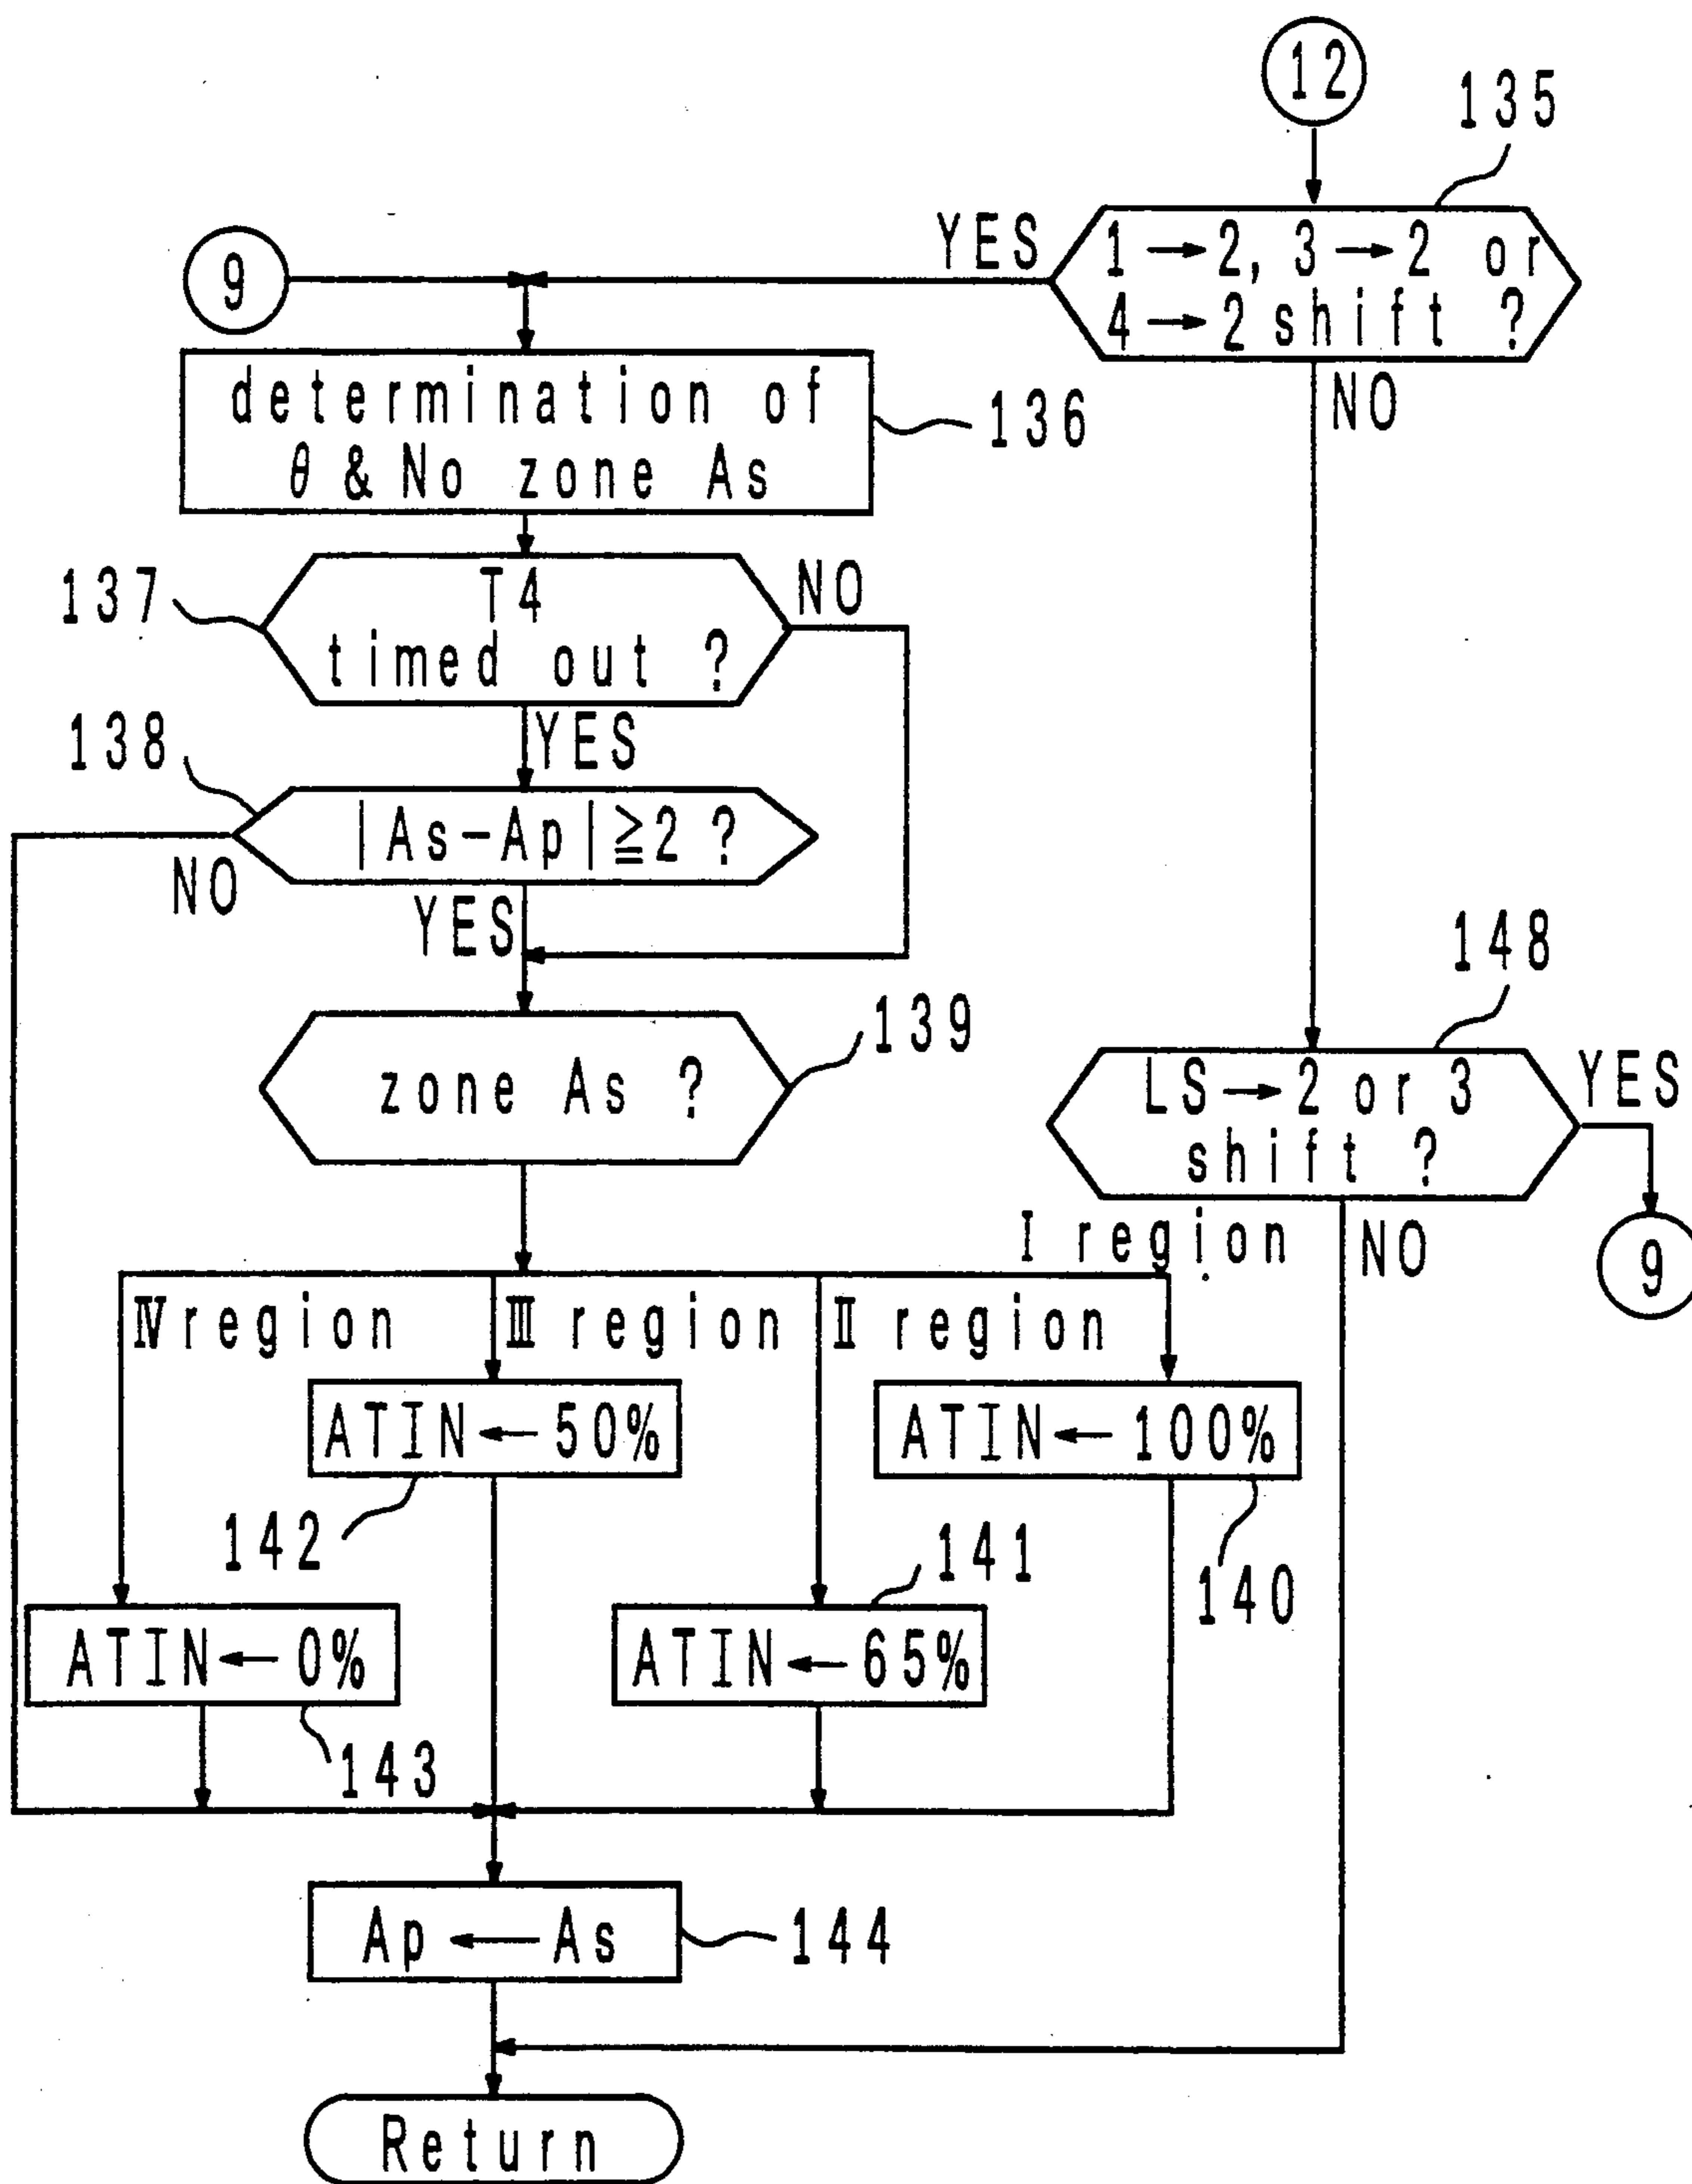 12
135
YES
1→2, 3→2 or
4→2 shift ?
9
NO
determination of
θ & No zone As
136
T4
timed out ?
NO
137
YES
138
|As-Ap|≧2 ?
NO
YES
148
139
zone As ?
LS→2 or 3
shift ?
YES
I region
NO
9
Ⅳ region
Ⅲ region
Ⅱ region
ATIN←50%
ATIN←100%
142
141
140
ATIN←0%
ATIN←65%
143
Ap←As
144
Return